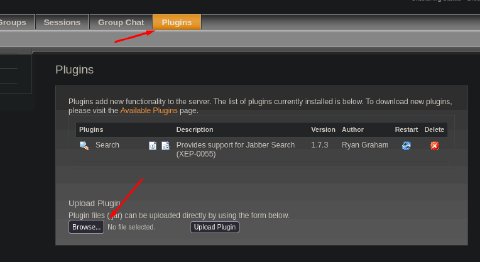 Groups Sessions Group Chat Plugins
Plugins
Plugins add new functionality to the server. The list of plugins currently installed is below. To download new plugins,
please visit the Available Plugins page.
Plugins Description Version Author Restart Delete
Search Provides support for Jabber Search 1.7.3 Ryan Graham
(XEP-0055)
Upload Plugin
Plugin files (.jar) can be uploaded directly by using the form below.
Browse... No file selected. Upload Plugin